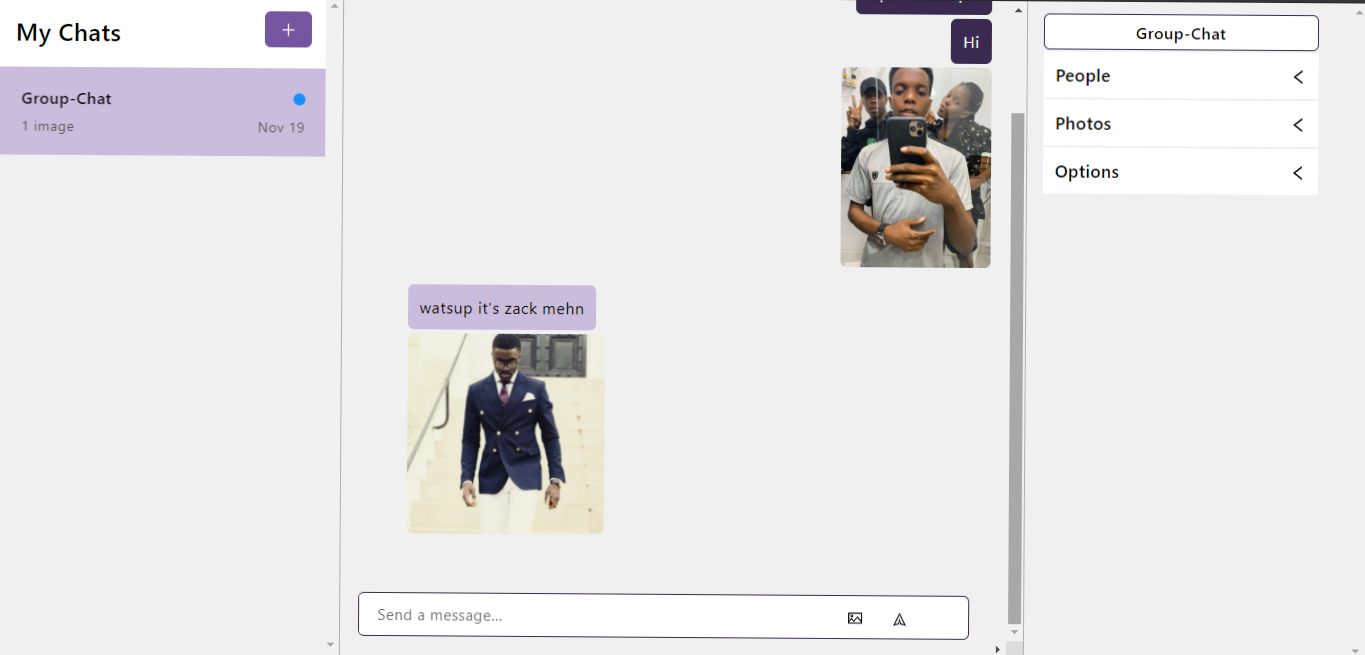 My Chats
+
Group-Chat
1 image
Nov 19
Hi
watsup it's zack mehn
Send a message...
Group-Chat
People
Photos
Options